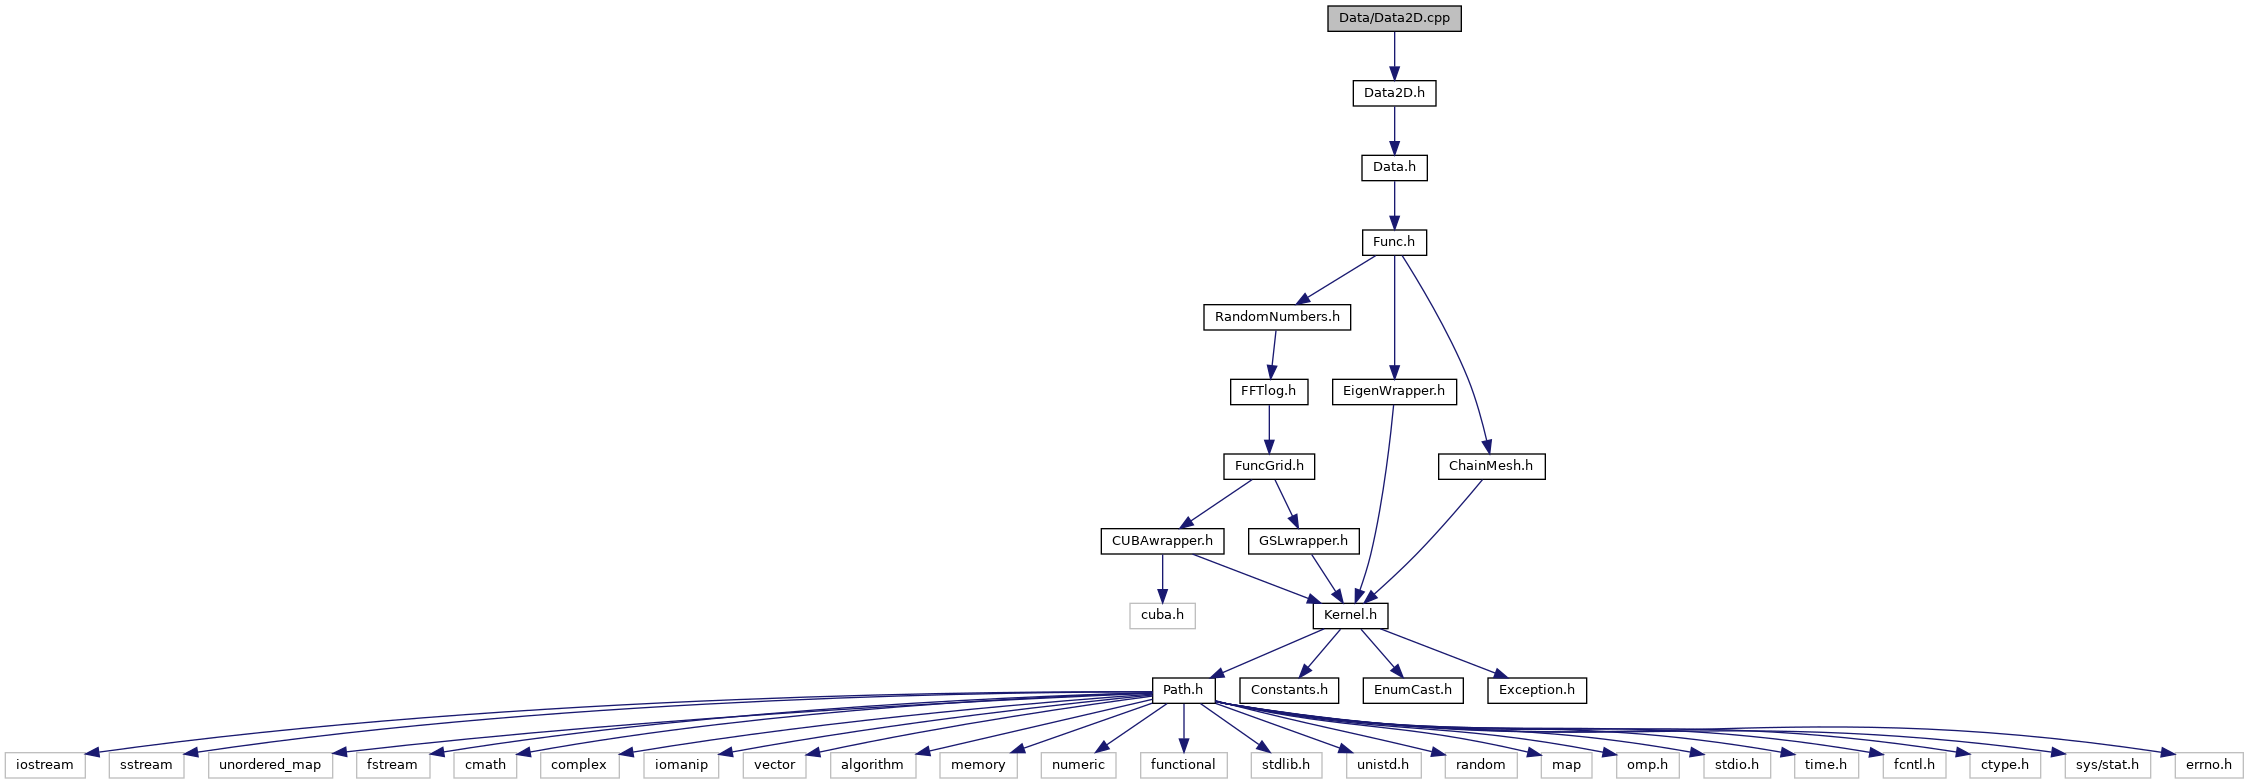 Data/Data2D.cpp
Data2D.h
Data.h
Func.h
RandomNumbers.h
FFTlog.h
EigenWrapper.h
FuncGrid.h
ChainMesh.h
CUBAwrapper.h
GSLwrapper.h
cuba.h
Kernel.h
Path.h
Constants.h
EnumCast.h
Exception.h
iostream
sstream
unordered_map
fstream
cmath
complex
iomanip
vector
algorithm
memory
numeric
functional
stdlib.h
unistd.h
random
map
omp.h
stdio.h
time.h
fcntl.h
ctype.h
sys/stat.h
errno.h